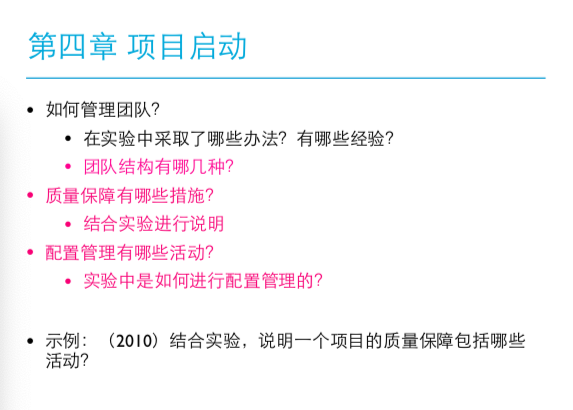 第四章 项目启动
• 如何管理团队？
• 在实验中采取了哪些办法？有哪些经验？
• 团队结构有哪几种？
• 质量保障有哪些措施？
• 结合实验进行说明
• 配置管理有哪些活动？
• 实验中是如何进行配置管理的？
• 示例：（2010）结合实验，说明一个项目的质量保障包括哪些
活动？